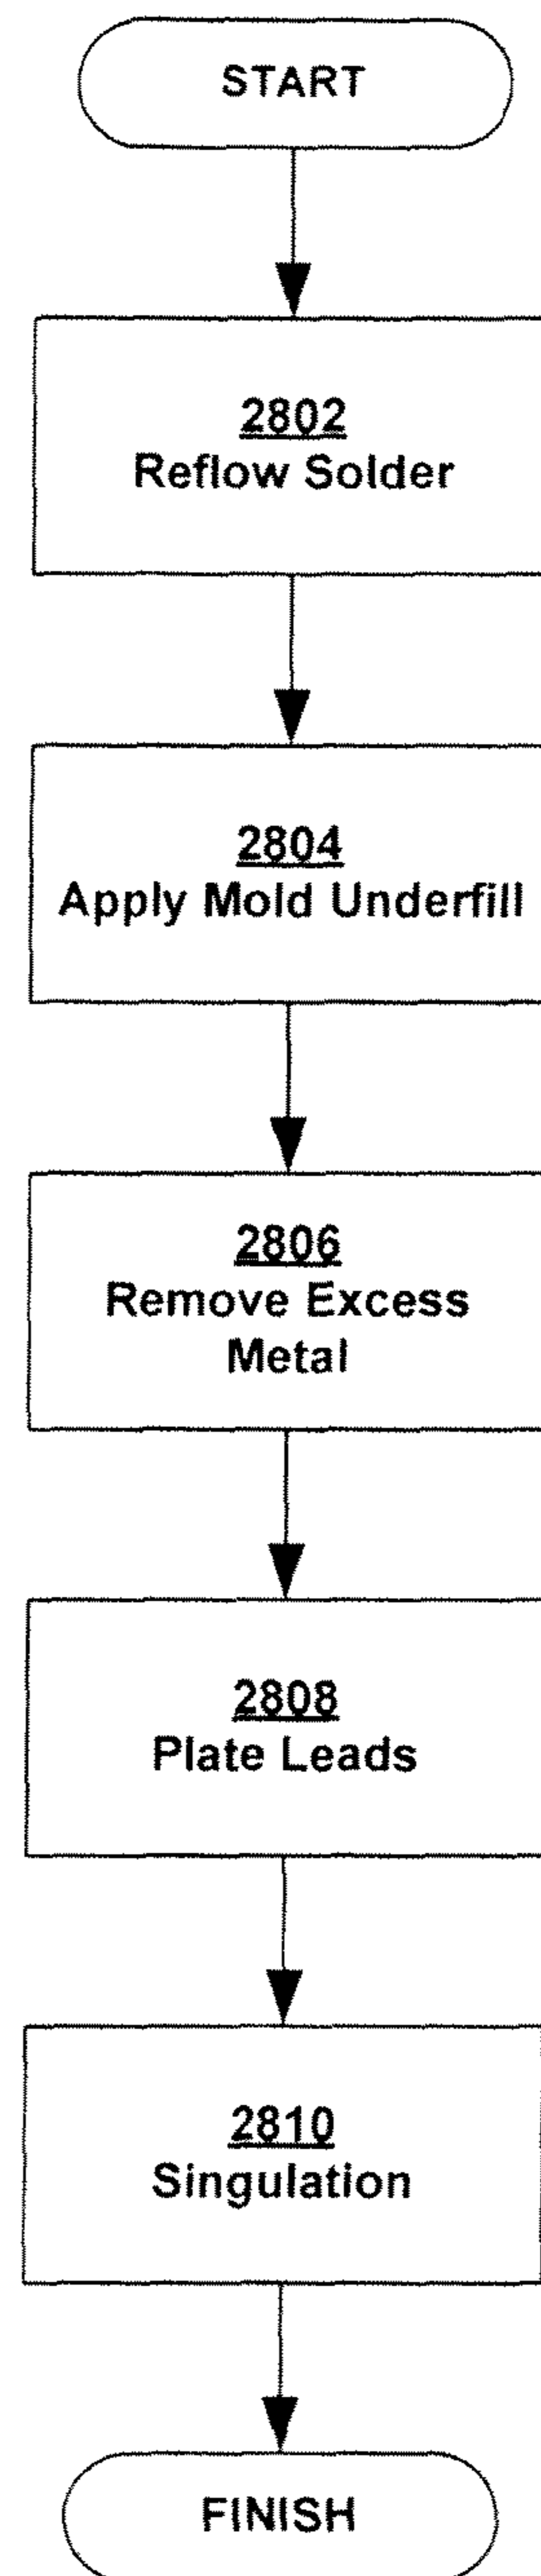 START
2802
Reflow Solder
2804
Apply Mold Underfill
2806
Remove Excess
Metal
2808
Plate Leads
2810
Singulation
FINISH